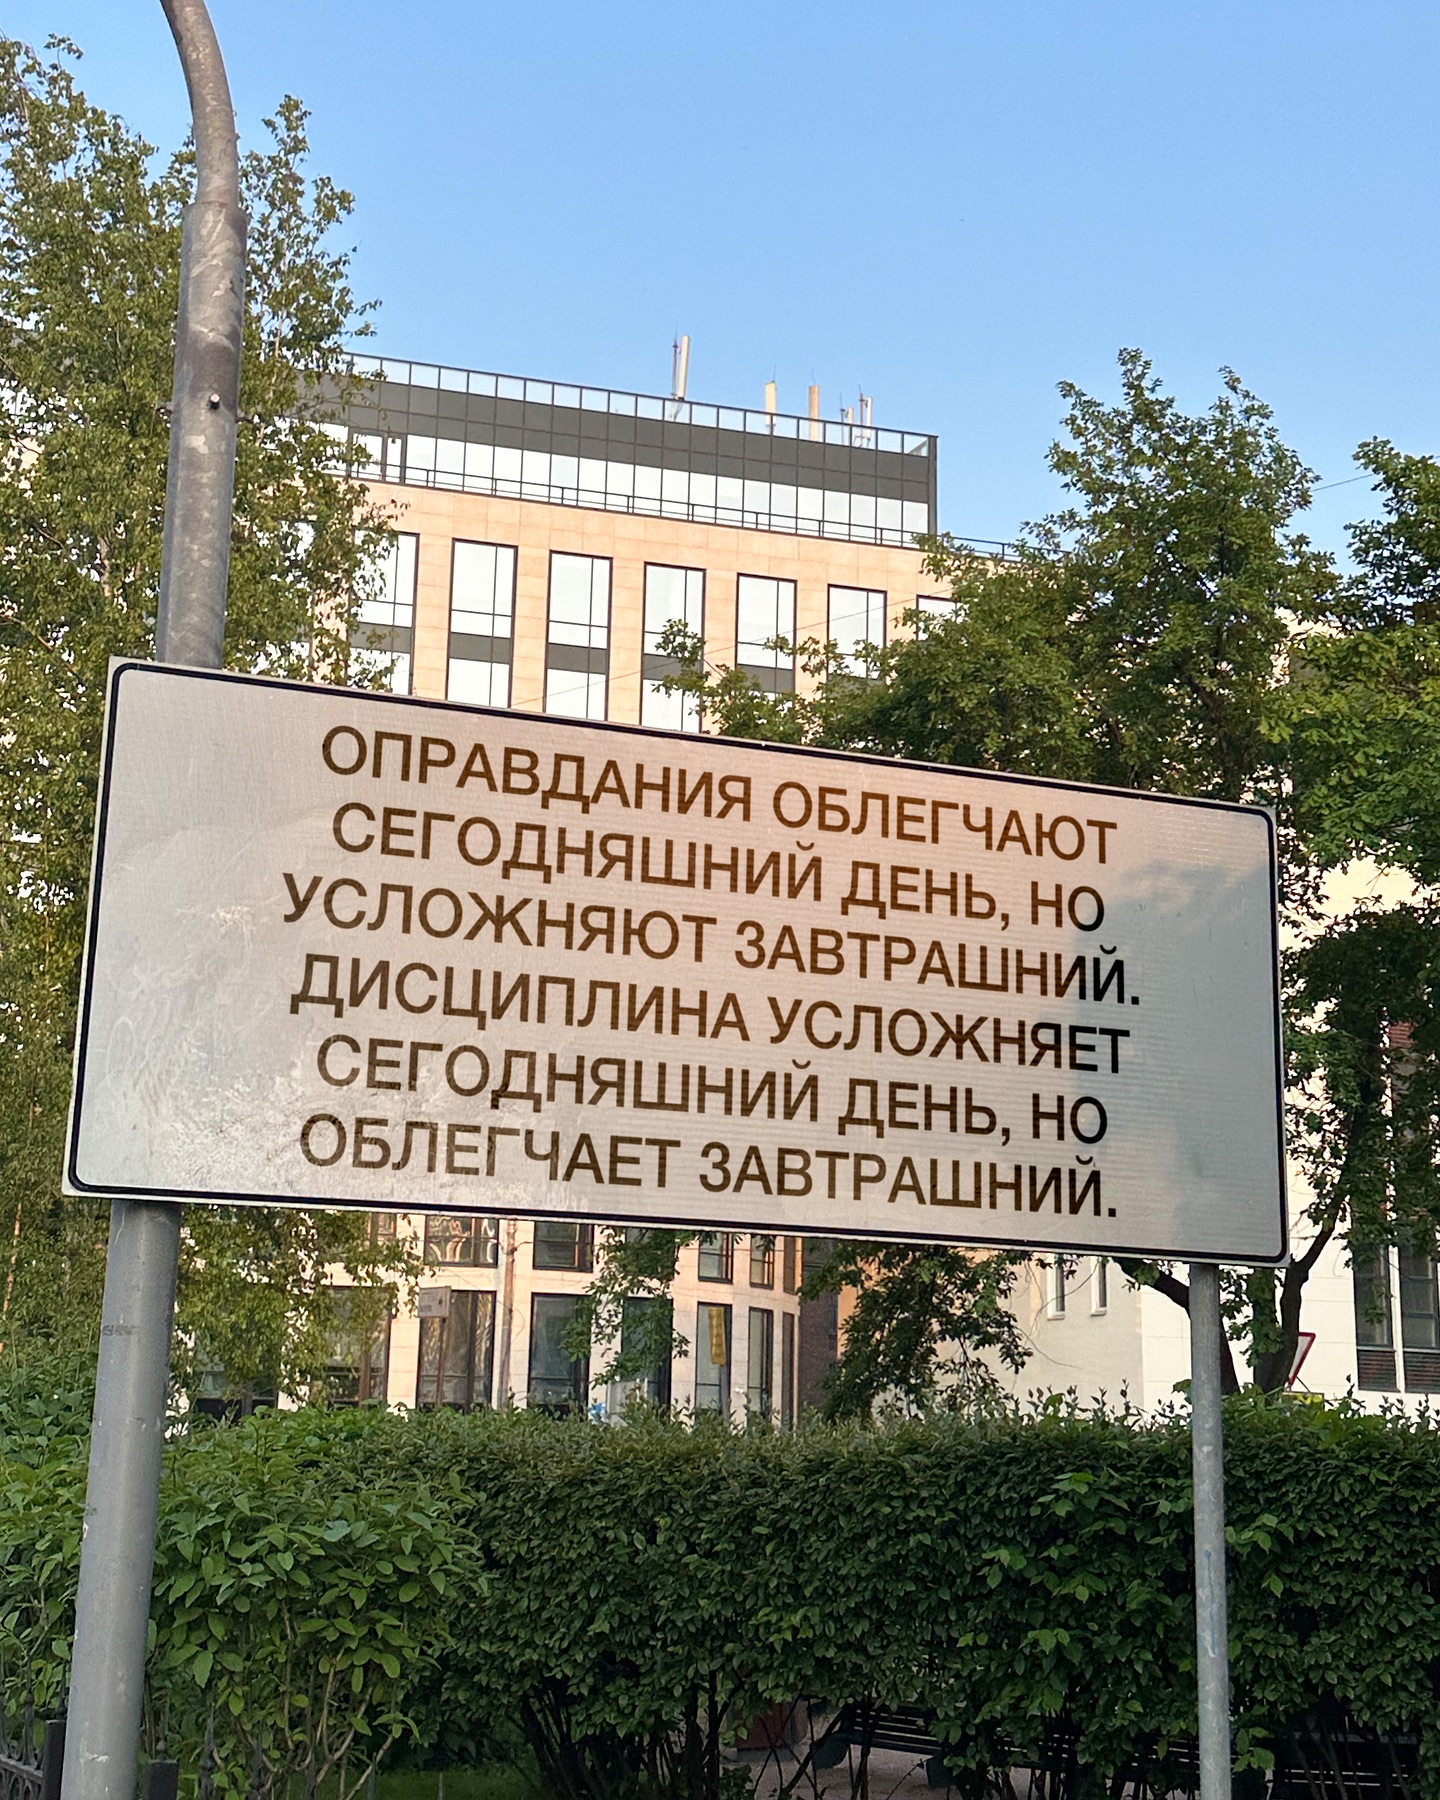 ОПРАВДАНИЯ ОБЛЕГЧАЮТ
СЕГОДНЯШНИЙ ДЕНЬ, НО
УСЛОЖНЯЮТ ЗАВТРАШНИЙ.
ДИСЦИПЛИНА УСЛОЖНЯЕТ
СЕГОДНЯШНИЙ ДЕНЬ, НО
ОБЛЕГЧАЕТ ЗАВТРАШНИЙ.